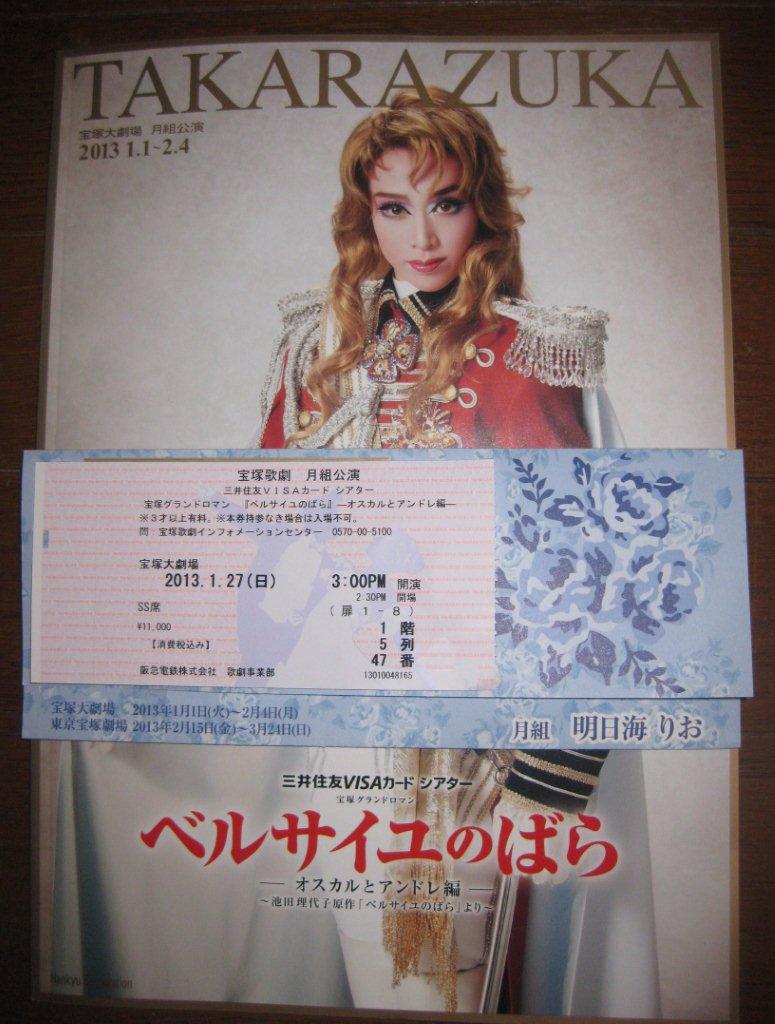 TAKARAZUKA
宝塚大劇場 月組公演
2013 1.1~2.4
宝塚歌劇 月組公演
三井住友VISAカード シアター
宝塚グランドロマン 『ベルサイユのばら』―オスカルとアンドレ編―
※3才以上有料。※本券持参なき場合は入場不可。
問:宝塚歌劇インフォメーションセンター 0570-00-5100
宝塚大劇場
2013.1.27(日) 3:00PM 開演
2:30PM 開場
SS席 (扉1-8)
¥11,000 1 階
【消費税込み】 5 列
47 番
阪急電鉄株式会社 歌劇事業部 13010048165
宝塚大劇場 2013年1月1日(火)~2月4日(月)
東京宝塚劇場 2013年2月15日(金)~3月24日(日)
月組 明日海 りお
三井住友VISAカード シアター
宝塚グランドロマン
ベルサイユのばら
― オスカルとアンドレ編 ―
~池田理代子原作「ベルサイユのばら」より~